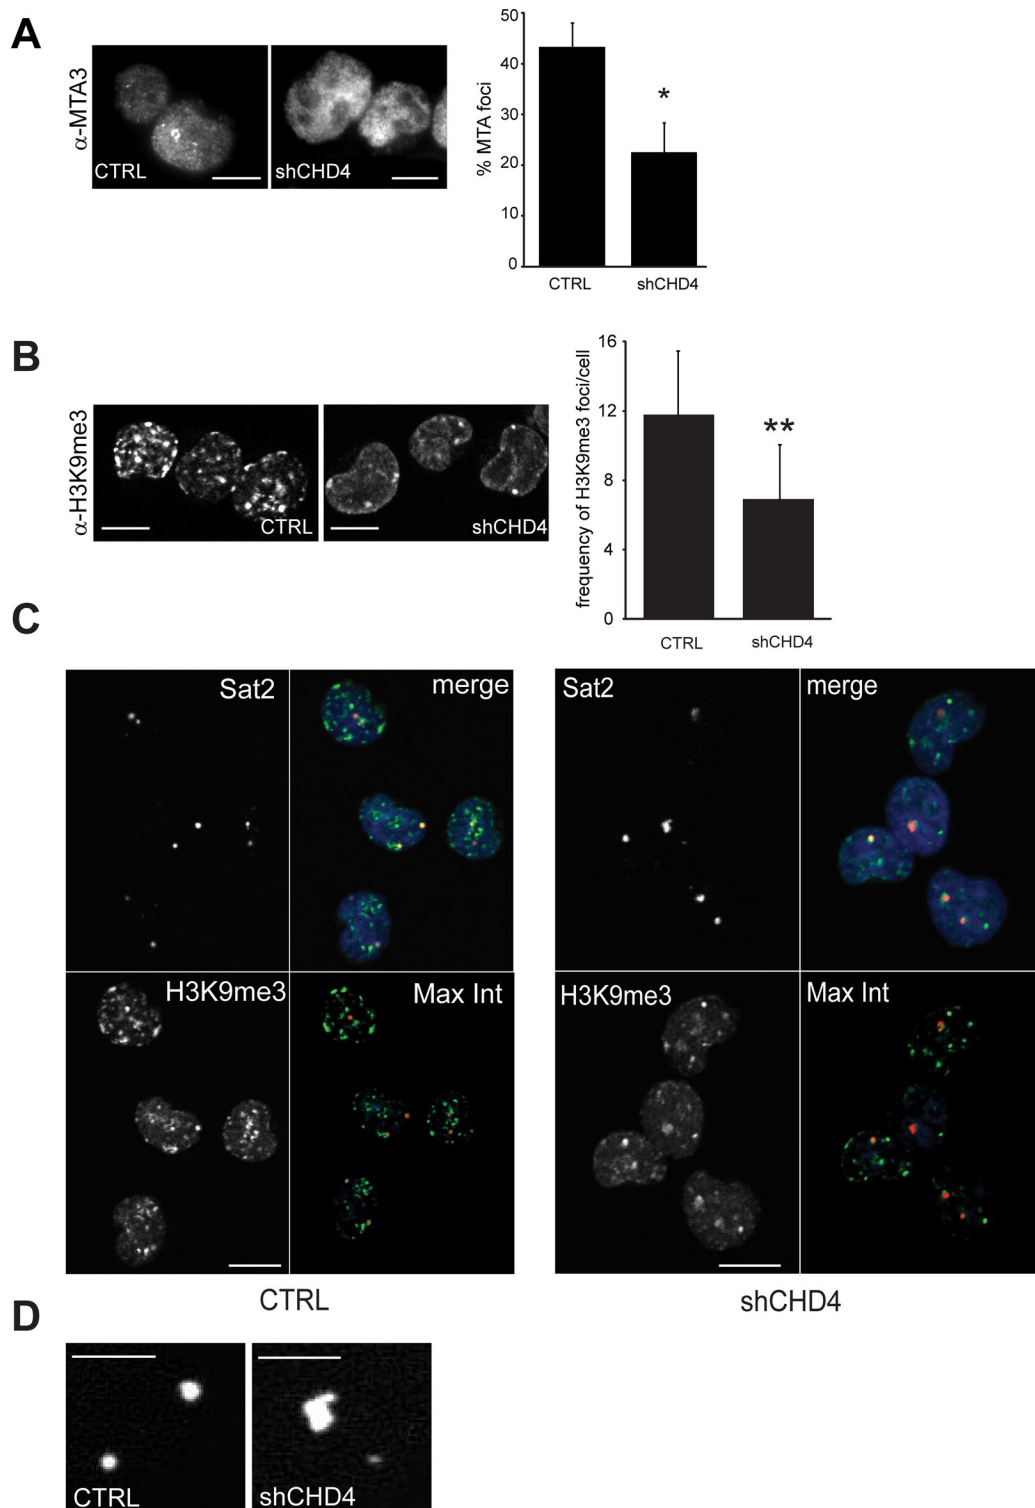 A
α-MTA3
CTRL
shCHD4
% MTA foci
50
40
30
20
10
0
*
CTRL
shCHD4
B
α-H3K9me3
CTRL
shCHD4
frequency of H3K9me3 foci/cell
16
12
8
4
0
**
CTRL
shCHD4
C
Sat2
merge
H3K9me3
Max Int
CTRL
Sat2
merge
H3K9me3
Max Int
shCHD4
D
CTRL
shCHD4